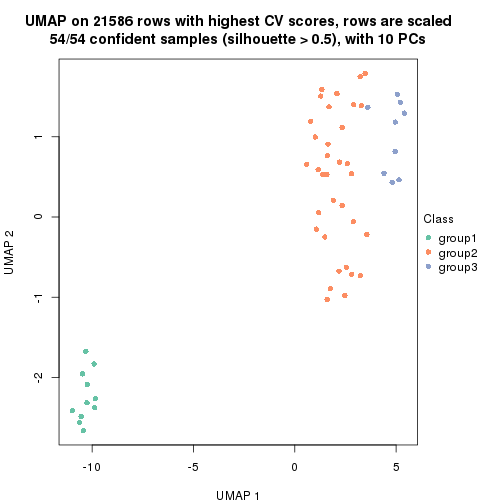 UMAP on 21586 rows with highest CV scores, rows are scaled
54/54 confident samples (silhouette > 0.5), with 10 PCs
UMAP 2
1
0
-1
-2
-10
-5
0
5
UMAP 1
Class
group1
group2
group3